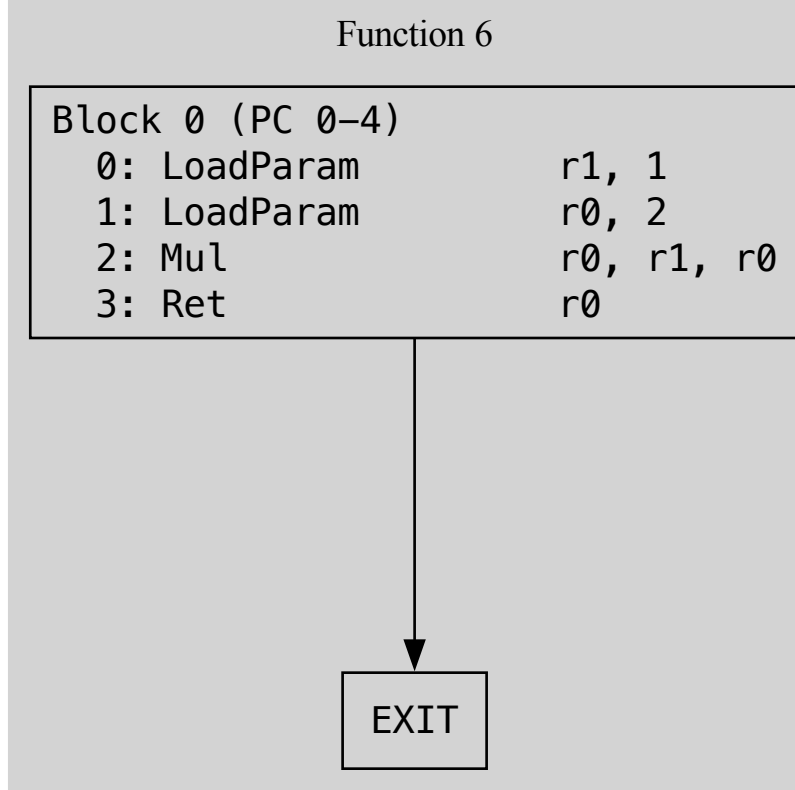 Function 6
Block 0 (PC 0–4)
0: LoadParam r1, 1
1: LoadParam r0, 2
2: Mul r0, r1, r0
3: Ret r0
EXIT